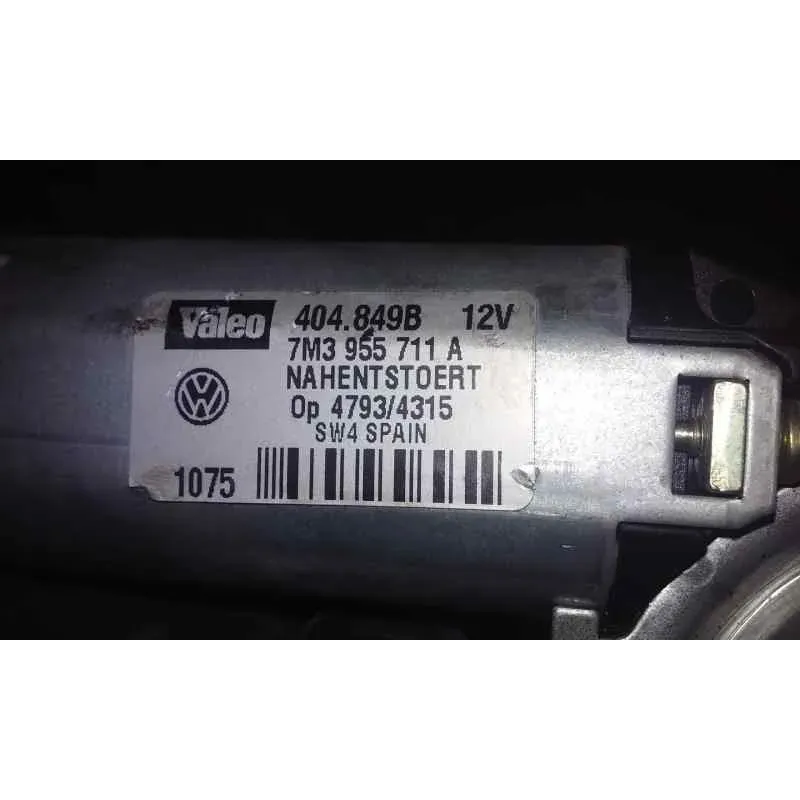 Valeo 404.849B 12V
7M3 955 711 A
NAHENTSTOERT
Op 4793/4315
SW4 SPAIN
1075